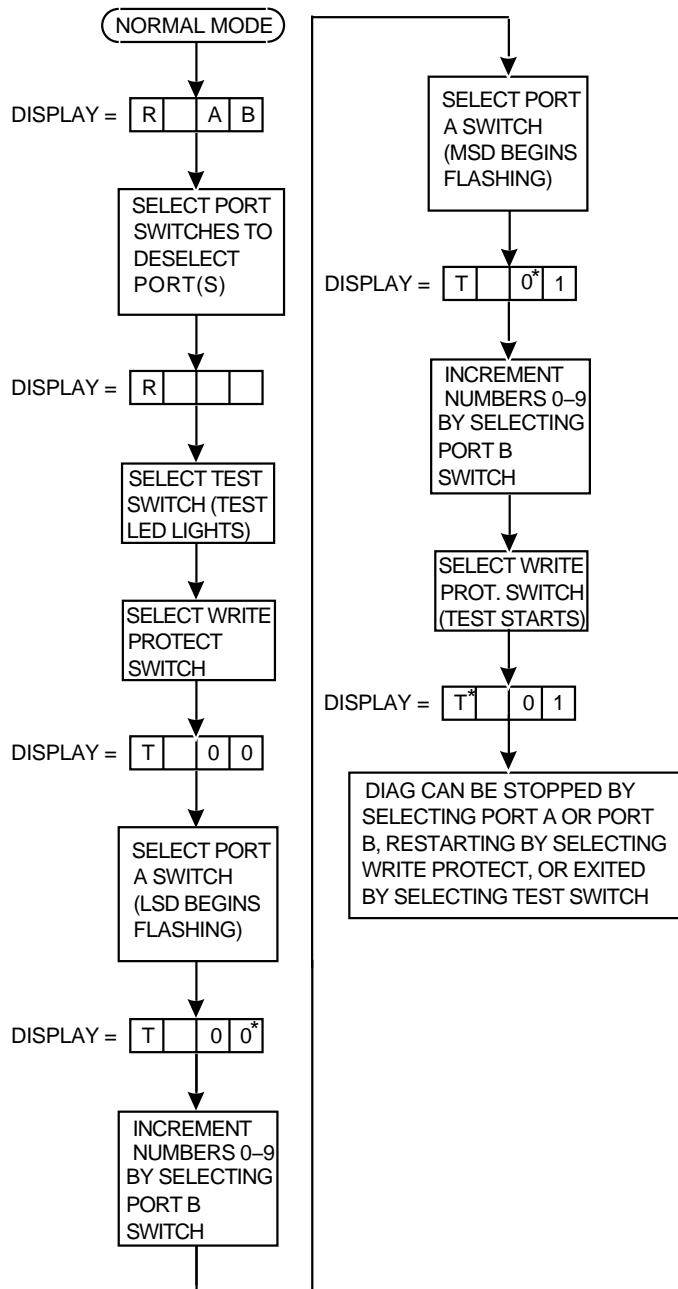 NORMAL MODE
DISPLAY = R A B
SELECT PORT
SWITCHES TO
DESELECT
PORT(S)
DISPLAY = R
SELECT TEST
SWITCH (TEST
LED LIGHTS)
SELECT WRITE
PROTECT
SWITCH
DISPLAY = T 0 0
SELECT PORT
A SWITCH
(LSD BEGINS
FLASHING)
DISPLAY = T 0 0*
INCREMENT
NUMBERS 0–9
BY SELECTING
PORT B
SWITCH
SELECT PORT
A SWITCH
(MSD BEGINS
FLASHING)
DISPLAY = T 0* 1
INCREMENT
NUMBERS 0–9
BY SELECTING
PORT B
SWITCH
SELECT WRITE
PROT. SWITCH
(TEST STARTS)
DISPLAY = T* 0 1
DIAG CAN BE STOPPED BY
SELECTING PORT A OR PORT
B, RESTARTING BY SELECTING
WRITE PROTECT, OR EXITED
BY SELECTING TEST SWITCH